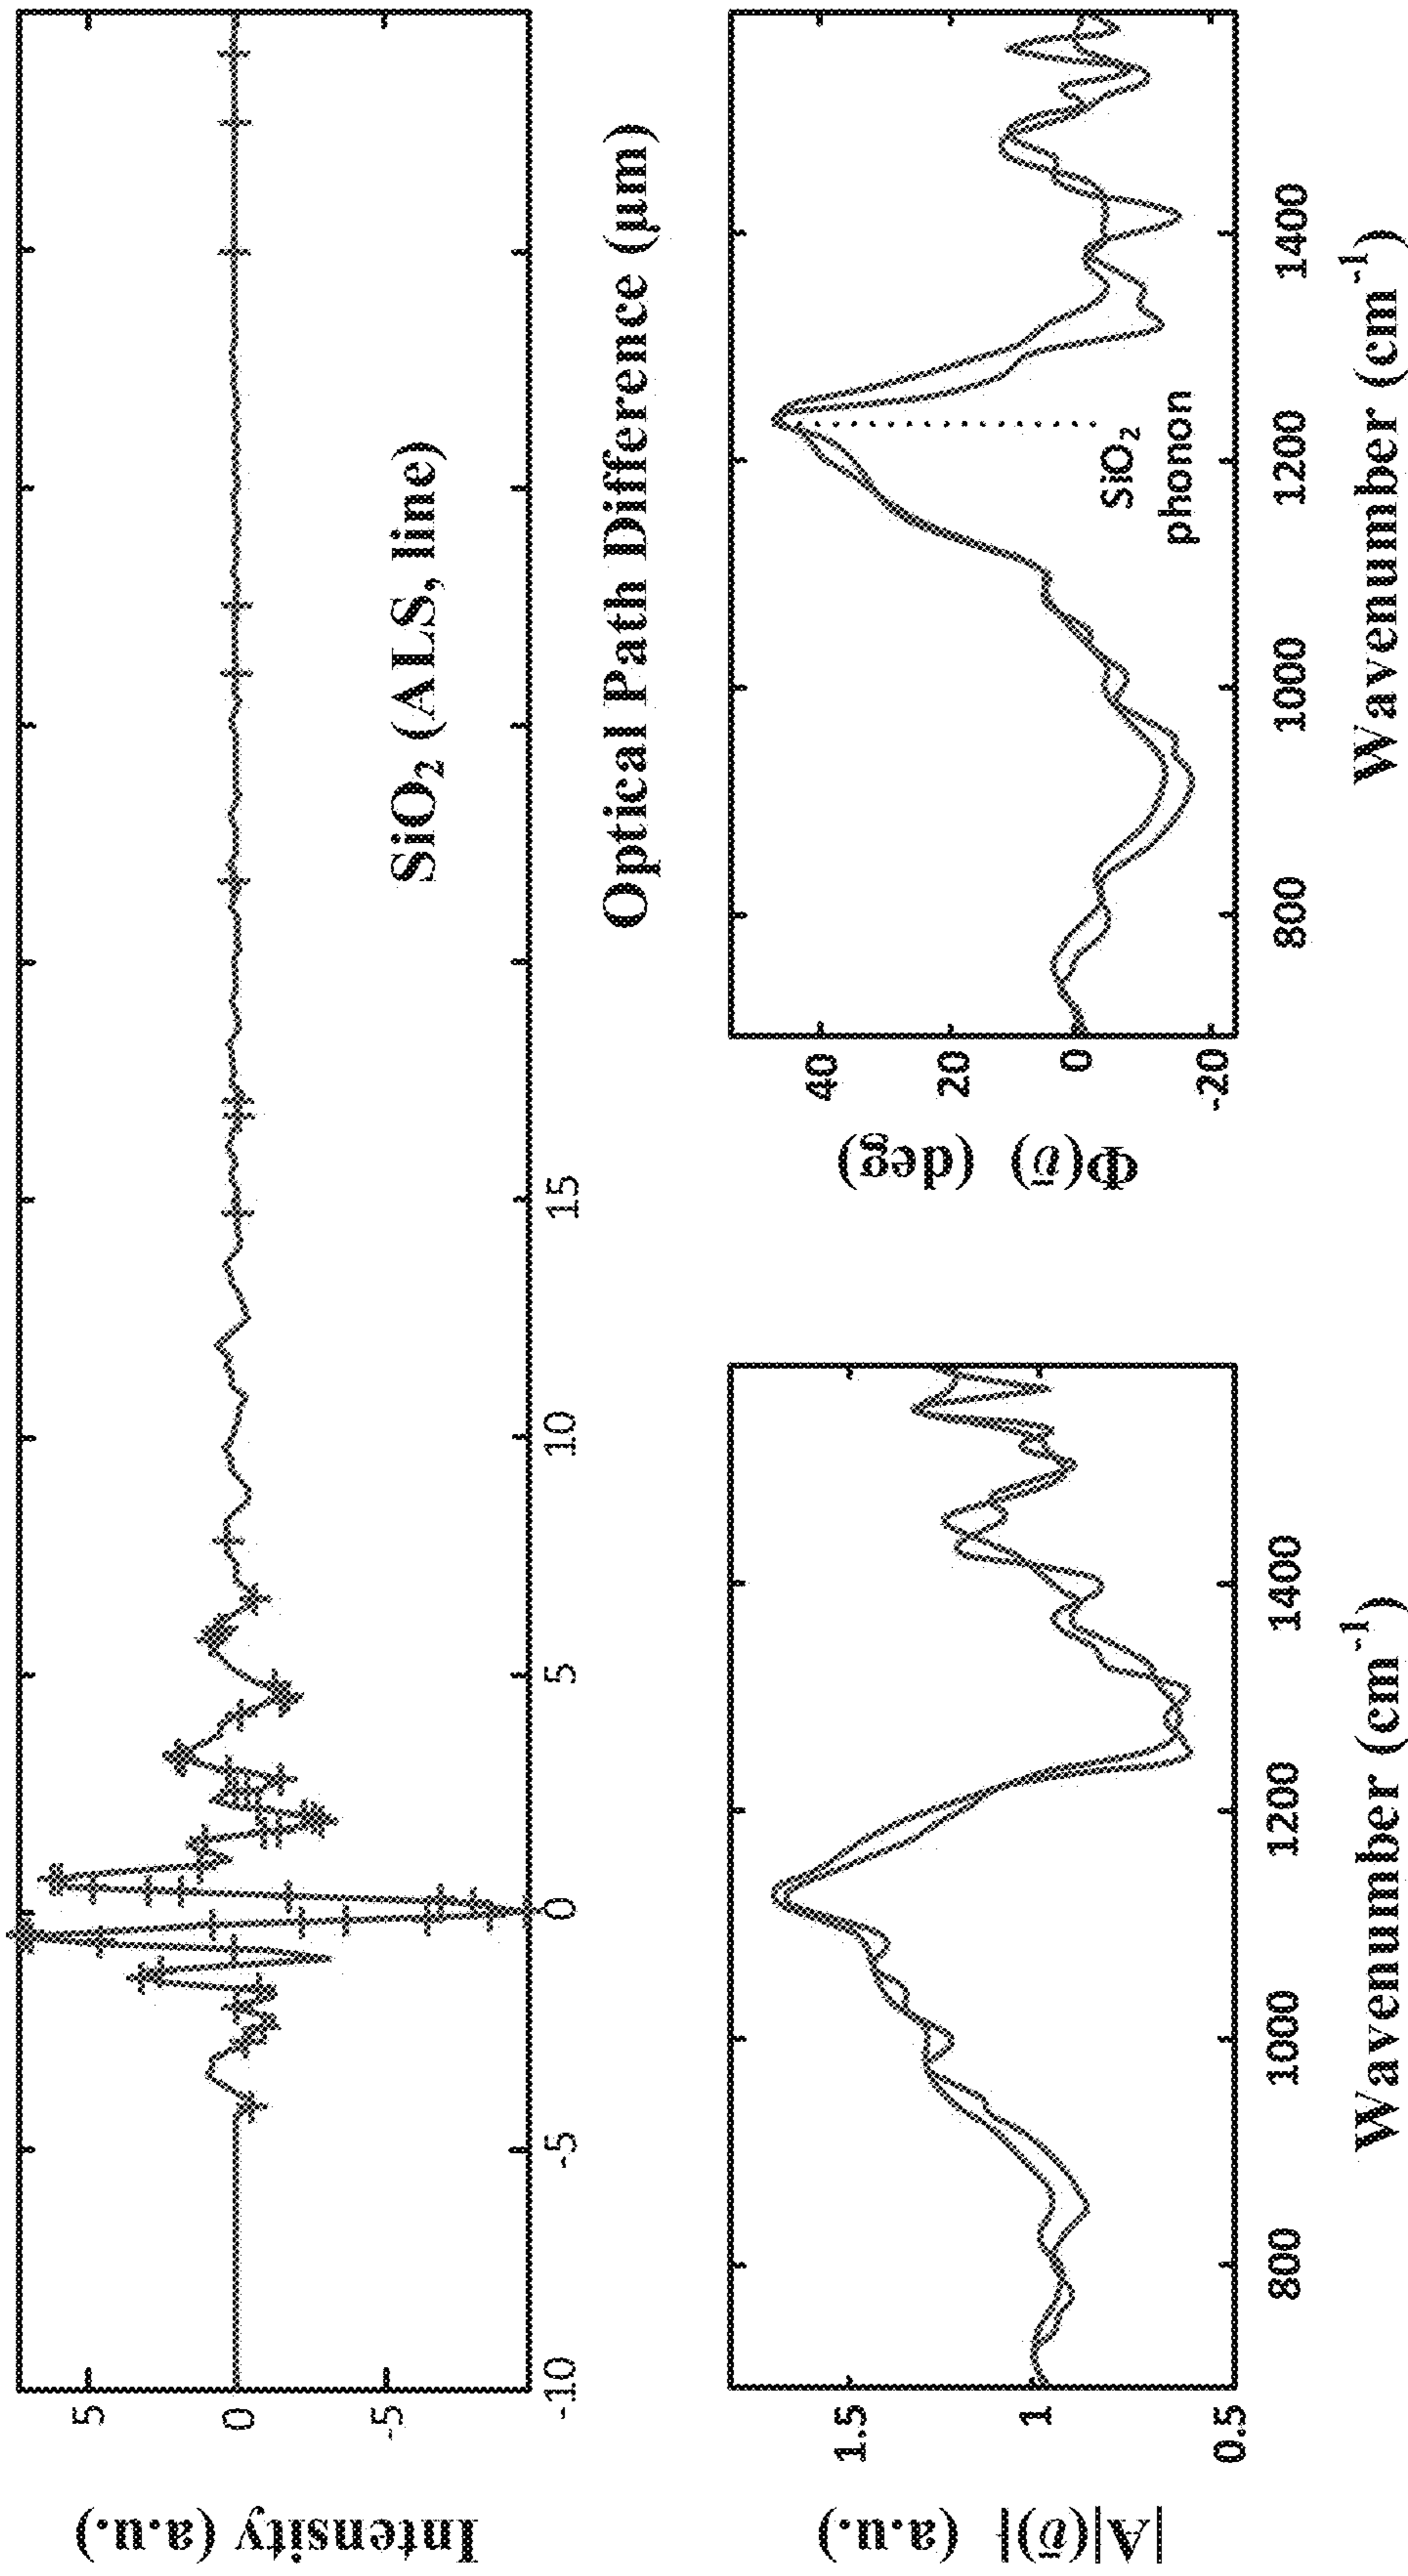 Intensity (a.u.)
5
0
-5
-10
-5
0
5
10
15
SiO₂ (ALS, line)
Optical Path Difference (μm)
|A|(ῡ)| (a.u.)
1.5
1
0.5
800
1000
1200
1400
Wavenumber (cm⁻¹)
Φ(ῡ) (deg)
40
20
0
-20
SiO₂
phonon
800
1000
1200
1400
Wavenumber (cm⁻¹)